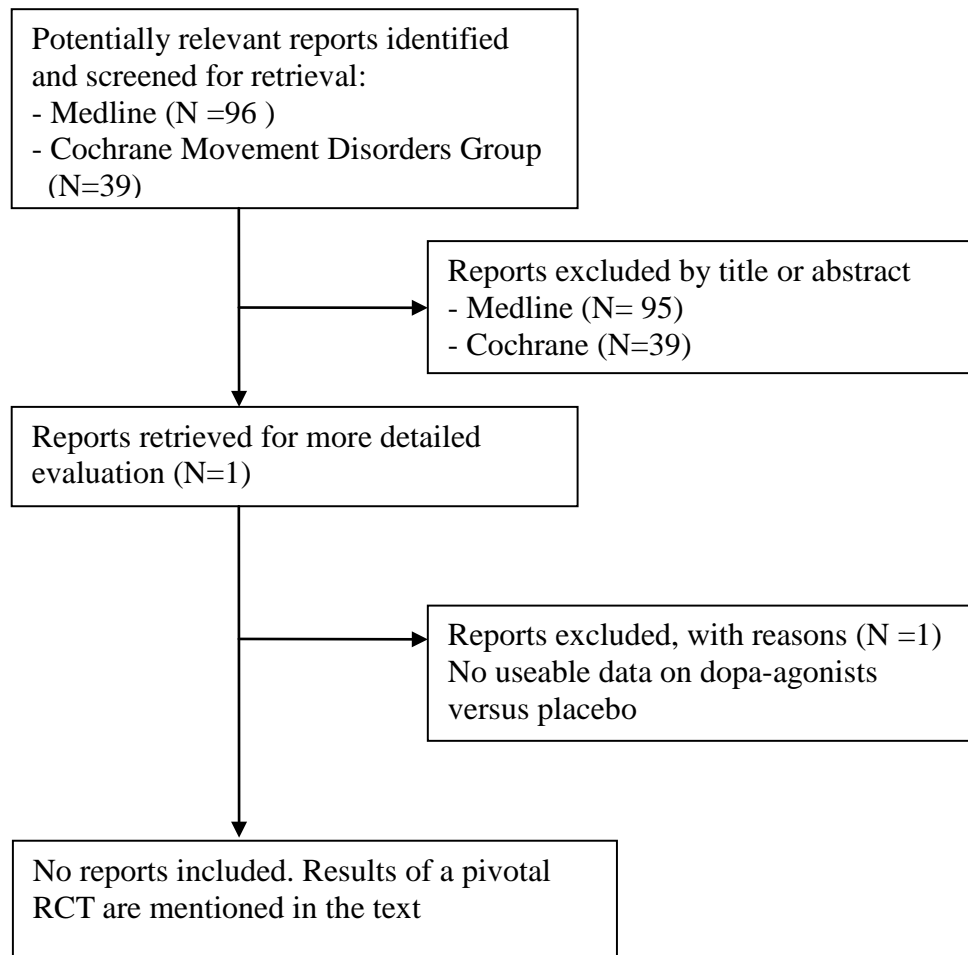 Potentially relevant reports identified
and screened for retrieval:
- Medline (N =96 )
- Cochrane Movement Disorders Group
(N=39)
Reports excluded by title or abstract
- Medline (N= 95)
- Cochrane (N=39)
Reports retrieved for more detailed
evaluation (N=1)
Reports excluded, with reasons (N =1)
No useable data on dopa-agonists
versus placebo
No reports included. Results of a pivotal
RCT are mentioned in the text